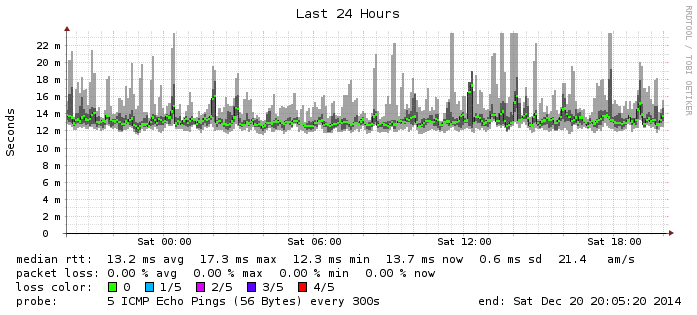 Last 24 Hours
RRDTOOL / TOBI OETIKER
Seconds
22 m
20 m
18 m
16 m
14 m
12 m
10 m
8 m
6 m
4 m
2 m
0
Sat 00:00 Sat 06:00 Sat 12:00 Sat 18:00
median rtt: 13.2 ms avg 17.3 ms max 12.3 ms min 13.7 ms now 0.6 ms sd 21.4 am/s
packet loss: 0.00 % avg 0.00 % max 0.00 % min 0.00 % now
loss color: 0 1/5 2/5 3/5 4/5
probe: 5 ICMP Echo Pings (56 Bytes) every 300s end: Sat Dec 20 20:05:20 2014